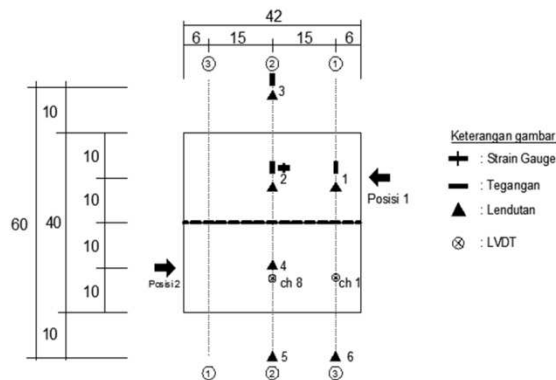 42
6 15 15 6
3 2 1
3
10
10
2 1
Posisi 1
10
60 40
10
4
Posisi 2
ch 8 ch 1
10
10
5 6
1 2 3
Keterangan gambar
: Strain Gauge
: Tegangan
: Lendutan
: LVDT